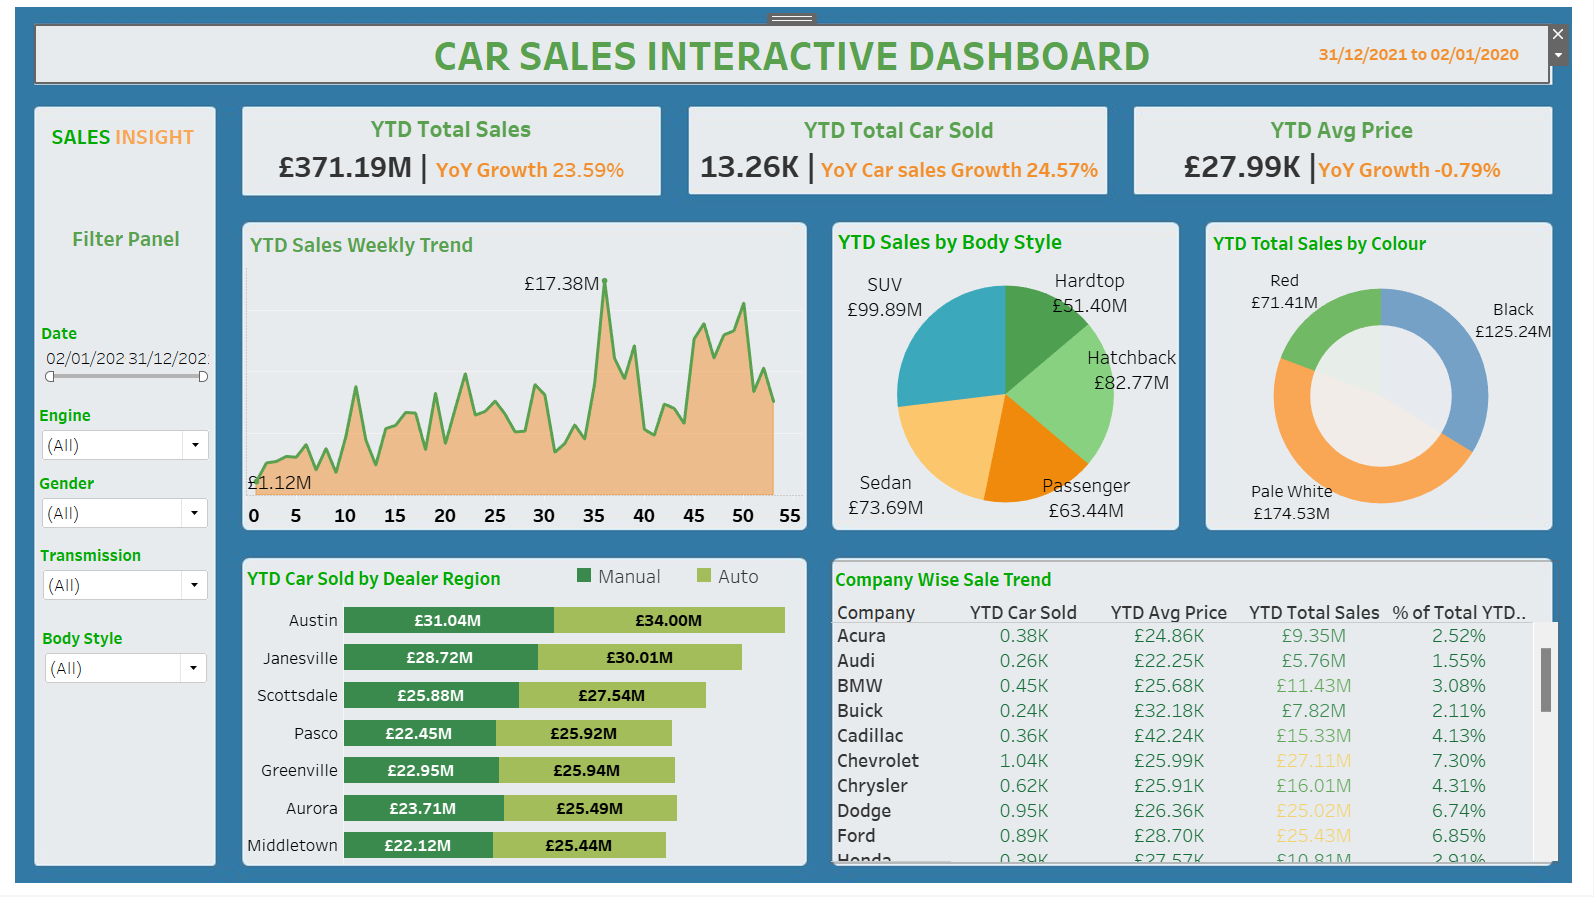 CAR SALES INTERACTIVE DASHBOARD
31/12/2021 to 02/01/2020
SALES INSIGHT
Filter Panel
Date
02/01/202 31/12/202
Engine
(All)
Gender
(All)
Transmission
(All)
Body Style
(All)
YTD Total Sales
£371.19M | YoY Growth 23.59%
YTD Total Car Sold
13.26K | YoY Car sales Growth 24.57%
YTD Avg Price
£27.99K | YoY Growth -0.79%
YTD Sales Weekly Trend
£17.38M
£1.12M
0 5 10 15 20 25 30 35 40 45 50 55
YTD Sales by Body Style
SUV
£99.89M
Hardtop
£51.40M
Hatchback
£82.77M
Sedan
£73.69M
Passenger
£63.44M
YTD Total Sales by Colour
Red
£71.41M
Black
£125.24M
Pale White
£174.53M
YTD Car Sold by Dealer Region
Manual Auto
Austin £31.04M £34.00M
Janesville £28.72M £30.01M
Scottsdale £25.88M £27.54M
Pasco £22.45M £25.92M
Greenville £22.95M £25.94M
Aurora £23.71M £25.49M
Middletown £22.12M £25.44M
Company Wise Sale Trend
Company YTD Car Sold YTD Avg Price YTD Total Sales % of Total YTD..
Acura 0.38K £24.86K £9.35M 2.52%
Audi 0.26K £22.25K £5.76M 1.55%
BMW 0.45K £25.68K £11.43M 3.08%
Buick 0.24K £32.18K £7.82M 2.11%
Cadillac 0.36K £42.24K £15.33M 4.13%
Chevrolet 1.04K £25.99K £27.11M 7.30%
Chrysler 0.62K £25.91K £16.01M 4.31%
Dodge 0.95K £26.36K £25.02M 6.74%
Ford 0.89K £28.70K £25.43M 6.85%
Honda 0.39K £27.57K £10.81M 2.91%